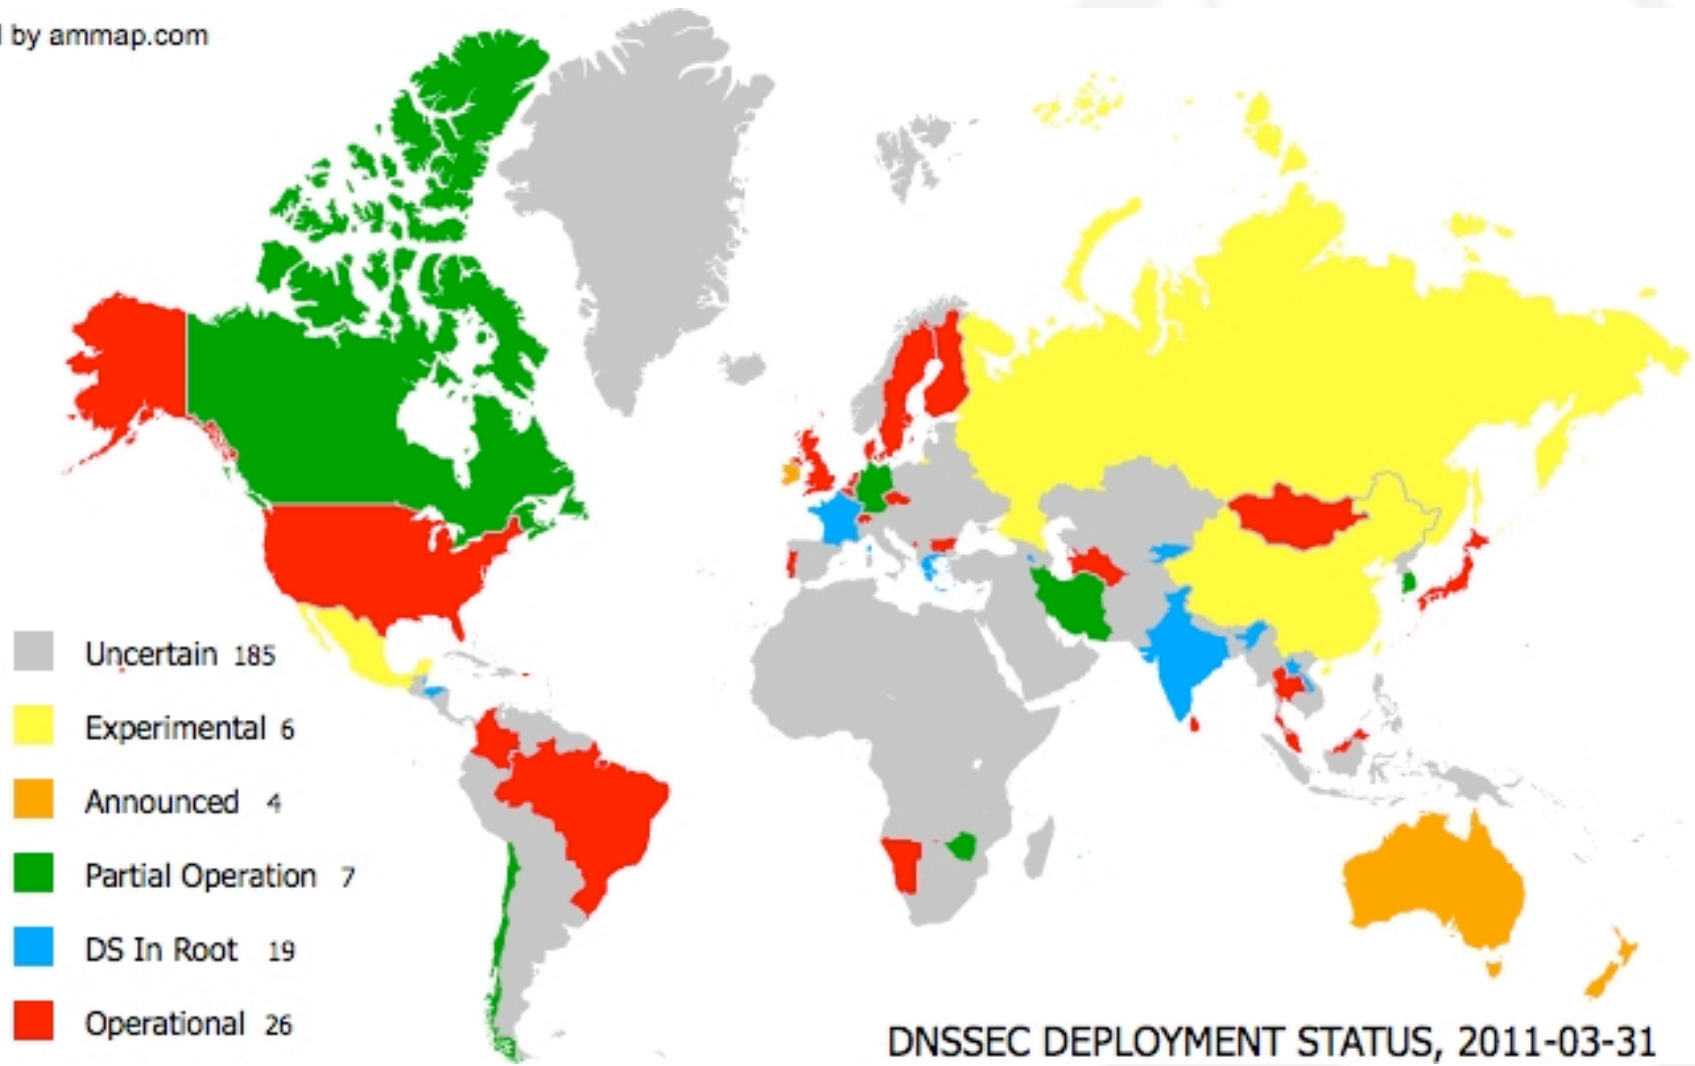 by ammap.com
Uncertain 185
Experimental 6
Announced 4
Partial Operation 7
DS In Root 19
Operational 26
DNSSEC DEPLOYMENT STATUS, 2011-03-31